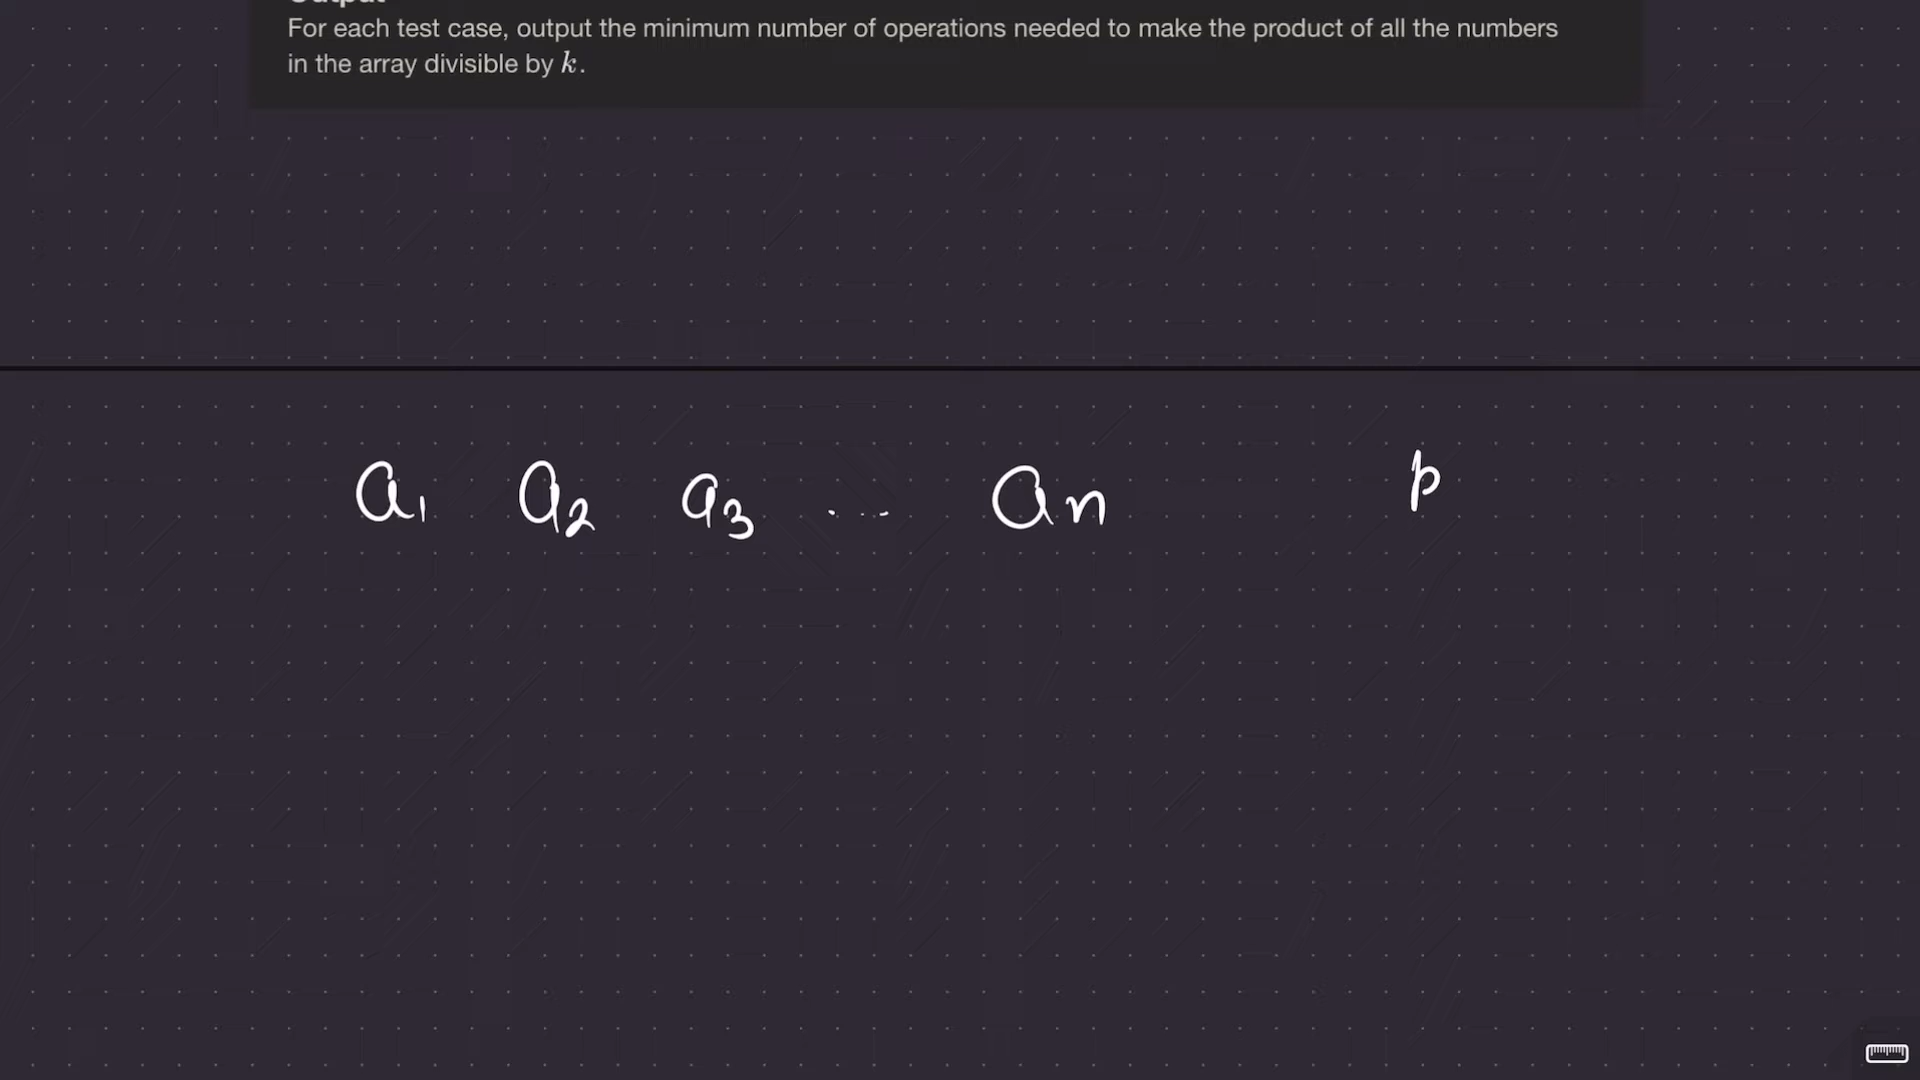 Output
For each test case, output the minimum number of operations needed to make the product of all the numbers
in the array divisible by k.
a₁ a₂ a₃ ... aₙ p